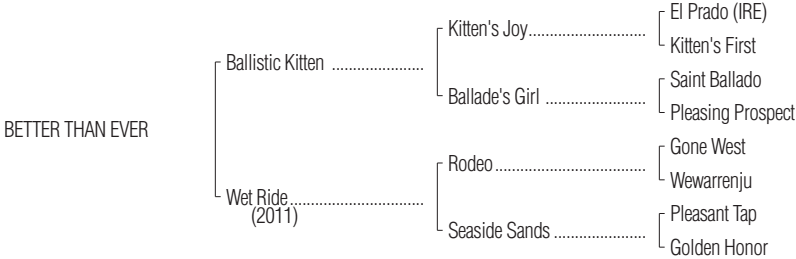 El Prado (IRE)
Kitten's Joy..............................
Kitten's First
Ballistic Kitten ........................
Saint Ballado
Ballade's Girl ..........................
Pleasing Prospect
BETTER THAN EVER
Gone West
Rodeo.......................................
Wewarrenju
Wet Ride...................................
(2011)
Pleasant Tap
Seaside Sands ........................
Golden Honor